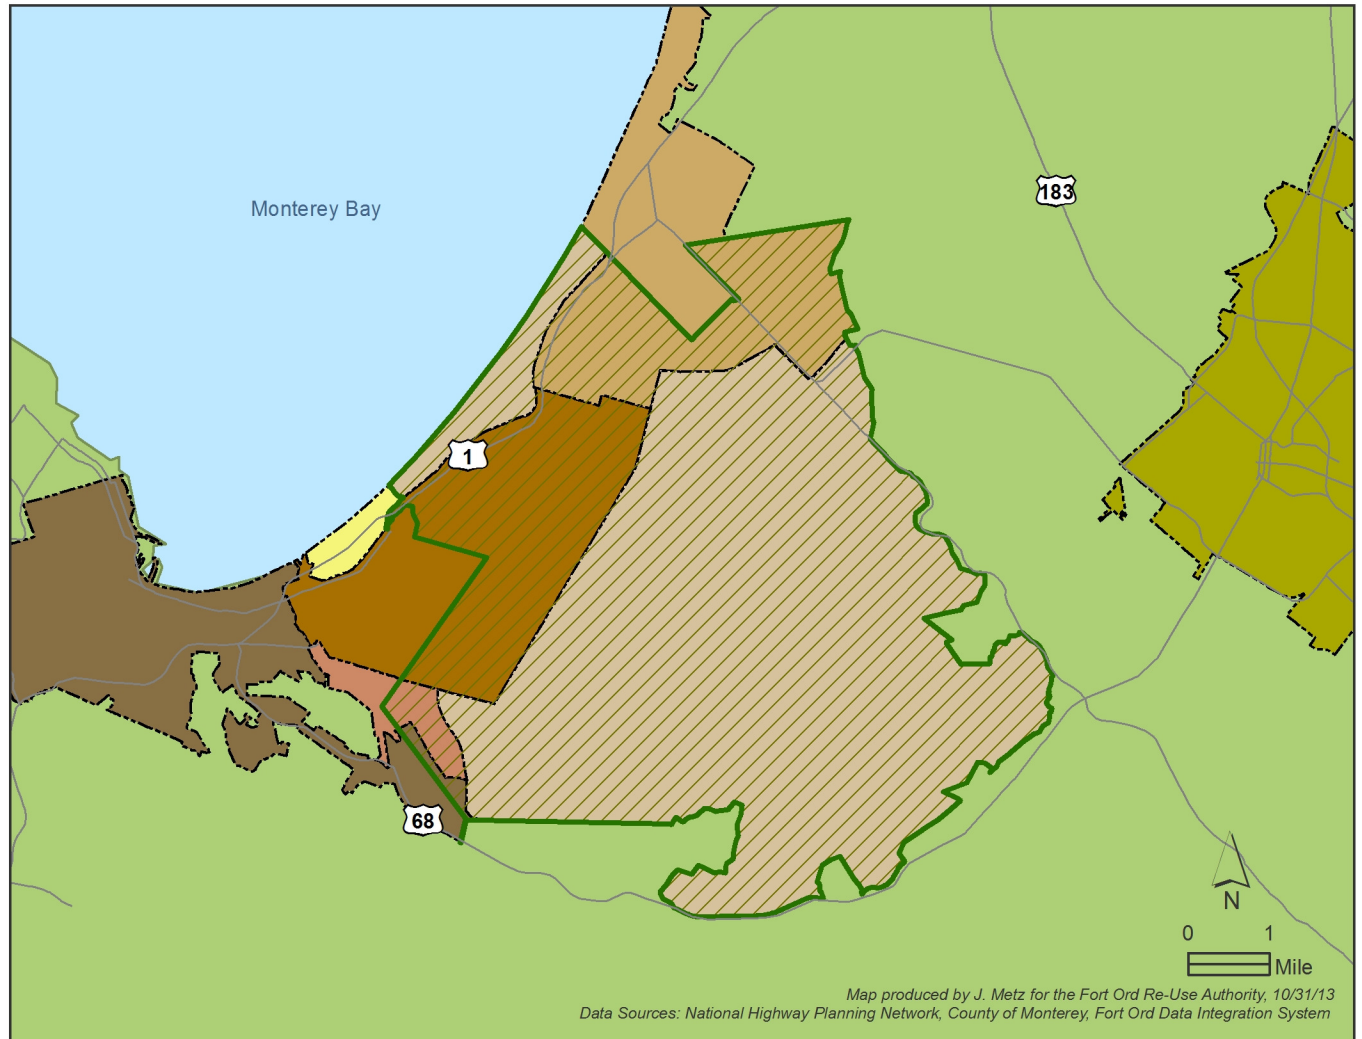 Monterey Bay
183
1
68
N
0 1
Mile
Map produced by J. Metz for the Fort Ord Re-Use Authority, 10/31/13
Data Sources: National Highway Planning Network, County of Monterey, Fort Ord Data Integration System